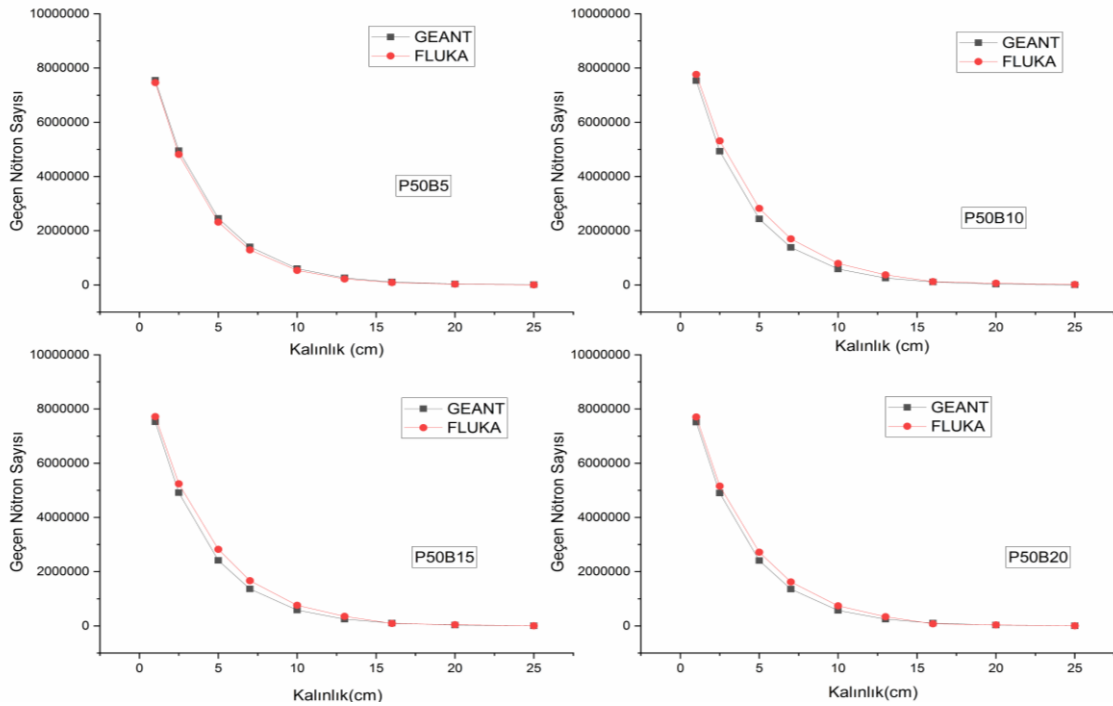 10000000
8000000
6000000
4000000
2000000
0
Geçen Nötron Sayısı
GEANT
FLUKA
P50B5
0 5 10 15 20 25
Kalınlık (cm)
10000000
8000000
6000000
4000000
2000000
0
Geçen Nötron Sayısı
GEANT
FLUKA
P50B10
0 5 10 15 20 25
Kalınlık (cm)
10000000
8000000
6000000
4000000
2000000
0
Geçen Nötron Sayısı
GEANT
FLUKA
P50B15
0 5 10 15 20 25
Kalınlık(cm)
10000000
8000000
6000000
4000000
2000000
0
Geçen Nötron Sayısı
GEANT
FLUKA
P50B20
0 5 10 15 20 25
Kalınlık(cm)